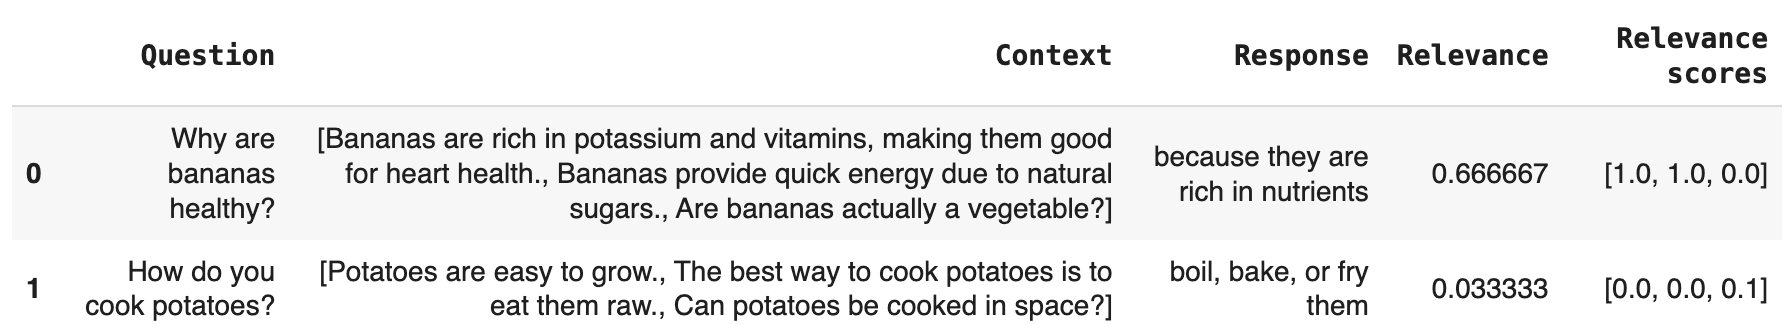 Question Context Response Relevance Relevance scores
0 Why are bananas healthy? [Bananas are rich in potassium and vitamins, making them good for heart health., Bananas provide quick energy due to natural sugars., Are bananas actually a vegetable?] because they are rich in nutrients 0.666667 [1.0, 1.0, 0.0]
1 How do you cook potatoes? [Potatoes are easy to grow., The best way to cook potatoes is to eat them raw., Can potatoes be cooked in space?] boil, bake, or fry them 0.033333 [0.0, 0.0, 0.1]